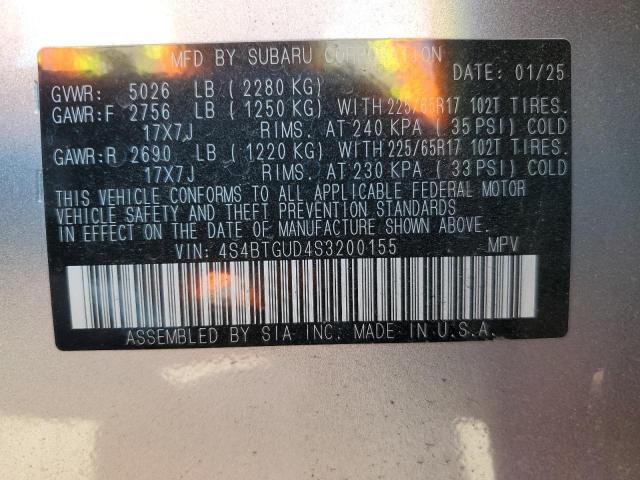 MFD BY SUBARU CORPORATION
DATE: 01/25
GVWR: 5026 LB ( 2280 KG)
GAWR:F 2756 LB ( 1250 KG) WITH 225/65R17 102T TIRES.
17X7J RIMS. AT 240 KPA ( 35 PSI) COLD
GAWR:R 2690 LB ( 1220 KG) WITH 225/65R17 102T TIRES.
17X7J RIMS. AT 230 KPA ( 33 PSI) COLD
THIS VEHICLE CONFORMS TO ALL APPLICABLE FEDERAL MOTOR
VEHICLE SAFETY AND THEFT PREVENTION STANDARDS
IN EFFECT ON THE DATE OF MANUFACTURE SHOWN ABOVE.
VIN: 4S4BTGUD4S3200155 MPV
ASSEMBLED BY SIA INC. MADE IN U.S.A.